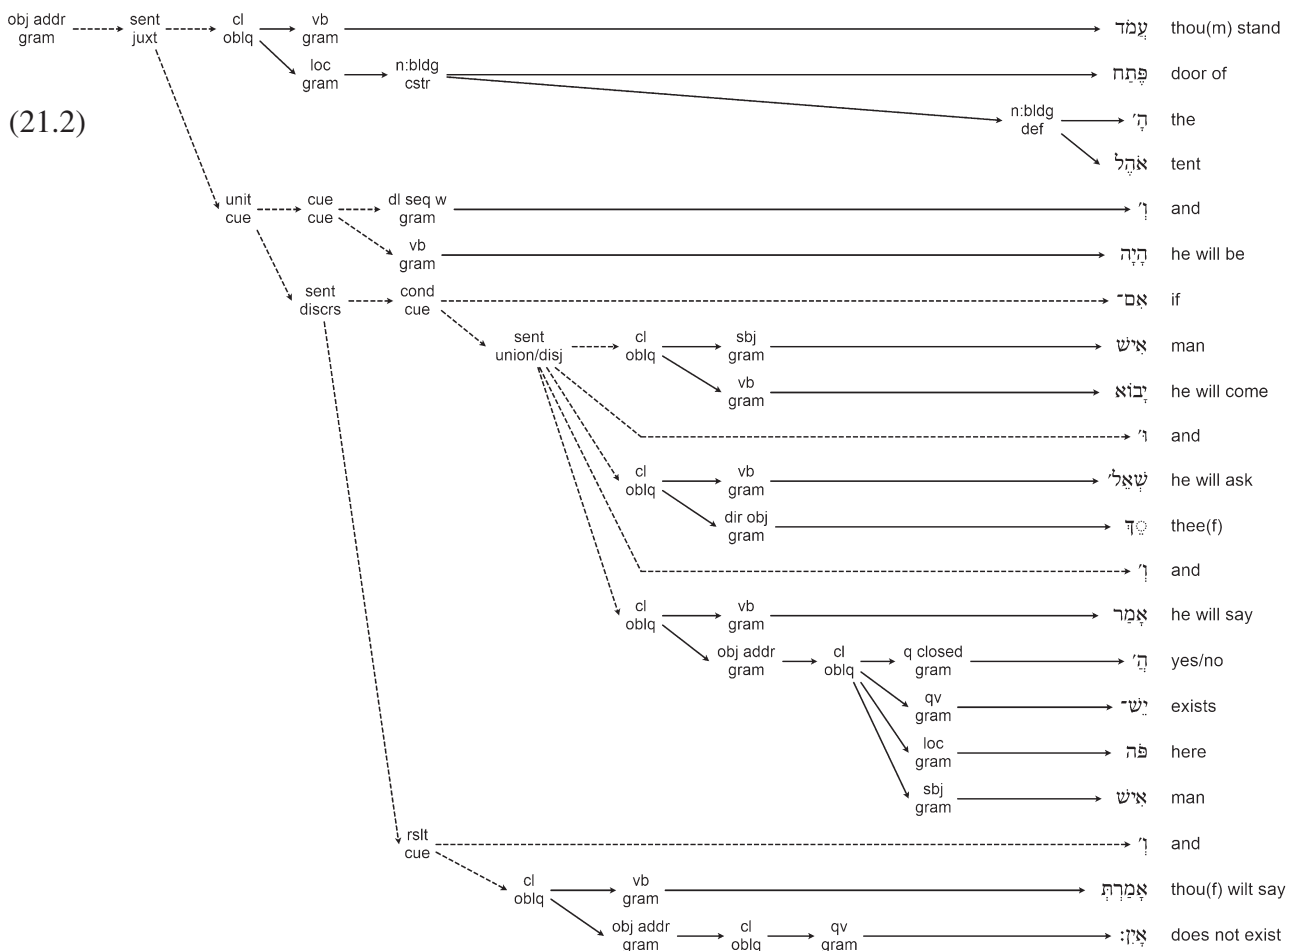 obj addr gram sent juxt cl oblq vb gram עֲמֹד thou(m) stand
loc gram n:bldg cstr פֶּתַח door of
(21.2) n:bldg def הָ׳ the
אֹהֶל tent
unit cue cue cue dl seq w gram וְ׳ and
vb gram הָיָה he will be
sent discrs cond cue אִם־ if
sent union/disj cl oblq sbj gram אִישׁ man
vb gram יָבוֹא he will come
וּ׳ and
cl oblq vb gram שְׁאֵל׳ he will ask
dir obj gram ֵךְ thee(f)
וְ׳ and
cl oblq vb gram אָמַר he will say
obj addr gram cl oblq q closed gram הֲ׳ yes/no
qv gram יֵשׁ־ exists
loc gram פֹּה here
sbj gram אִישׁ man
rslt cue וְ׳ and
cl oblq vb gram אָמַרְתְּ thou(f) wilt say
obj addr gram cl oblq qv gram אָיִן׃ does not exist